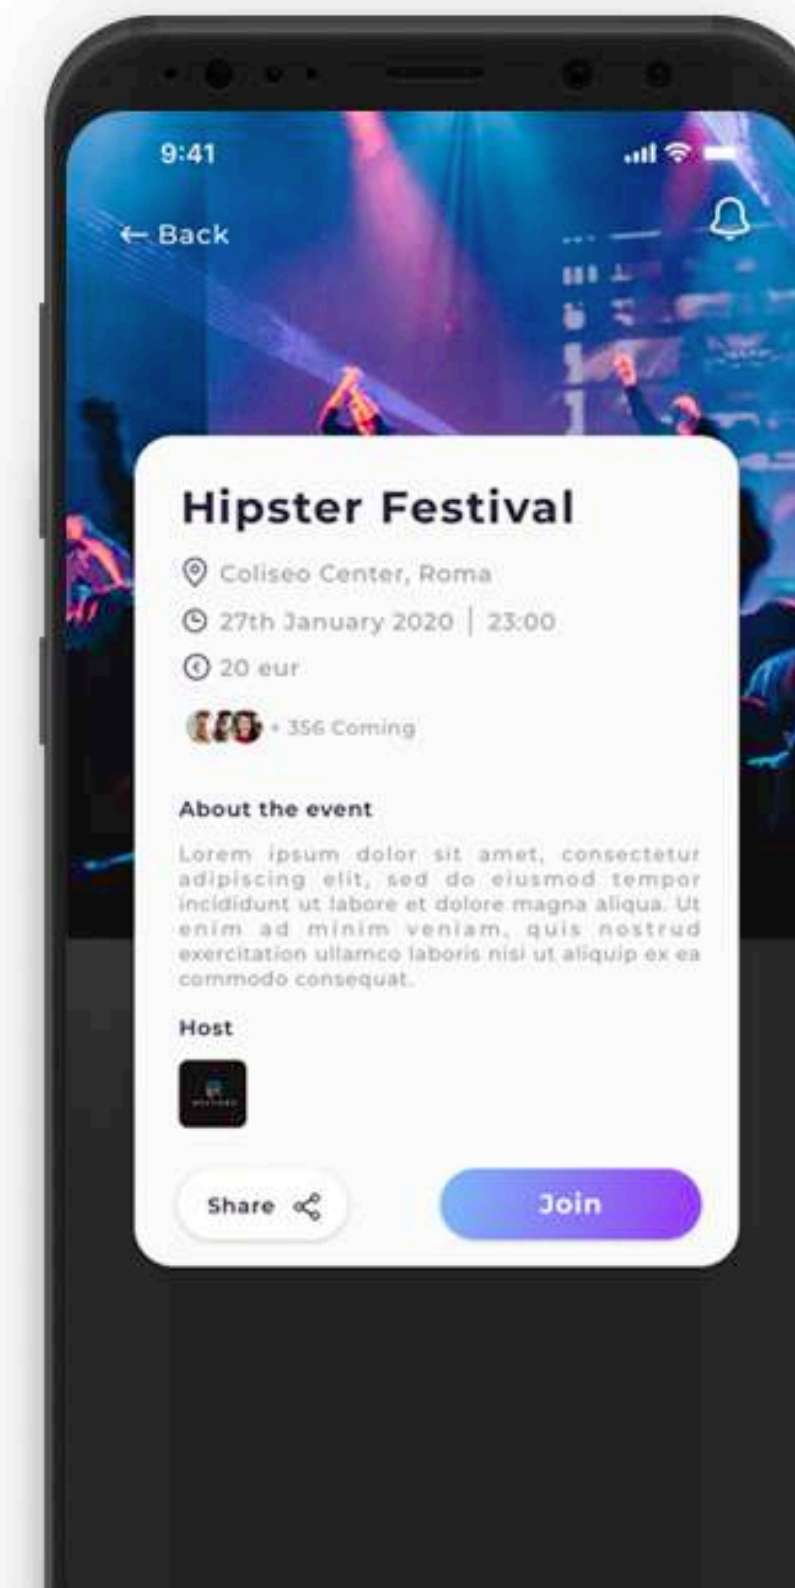 9:41
← Back
Hipster Festival
Coliseo Center, Roma
27th January 2020 | 23:00
20 eur
+ 356 Coming
About the event
Lorem ipsum dolor sit amet, consectetur
adipiscing elit, sed do eiusmod tempor
incididunt ut labore et dolore magna aliqua. Ut
enim ad minim veniam, quis nostrud
exercitation ullamco laboris nisi ut aliquip ex ea
commodo consequat.
Host
Share
Join